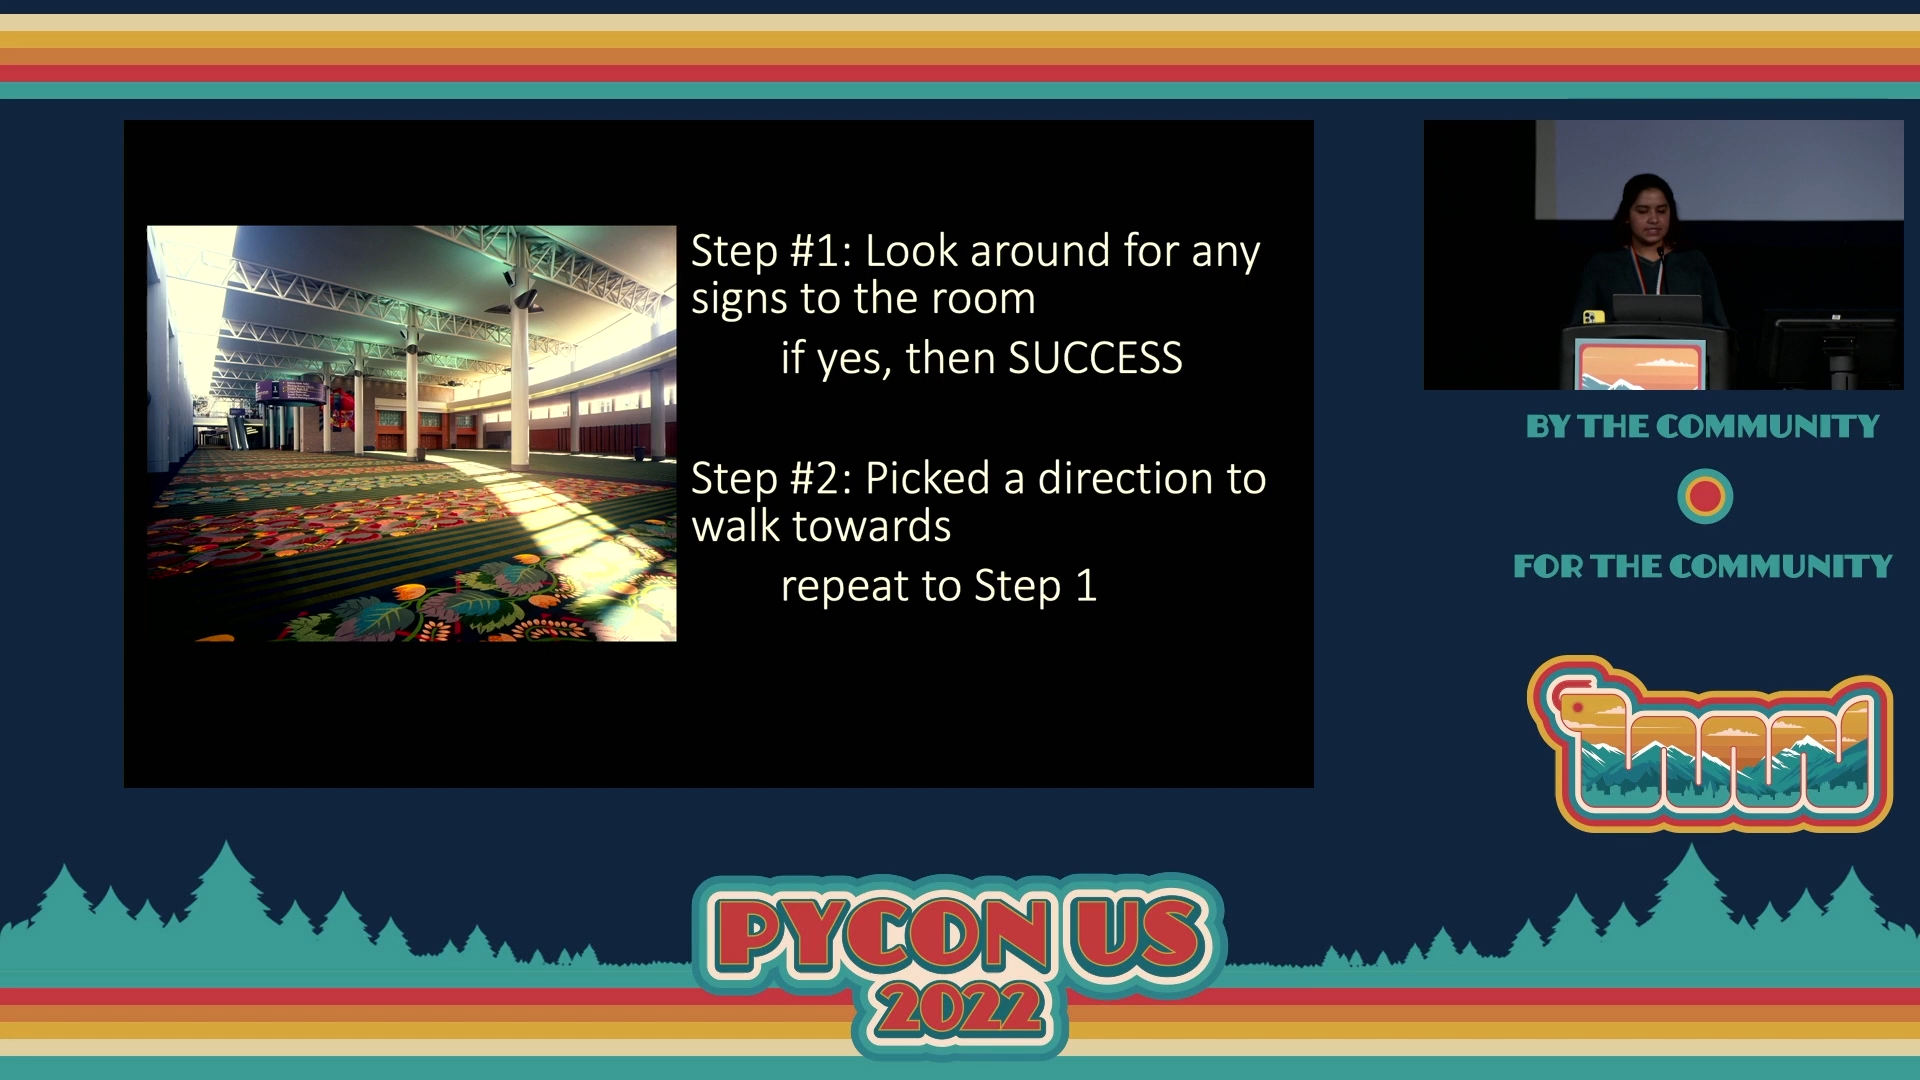 Step #1: Look around for any
signs to the room
if yes, then SUCCESS
Step #2: Picked a direction to
walk towards
repeat to Step 1
BY THE COMMUNITY
FOR THE COMMUNITY
PYCON US
2022